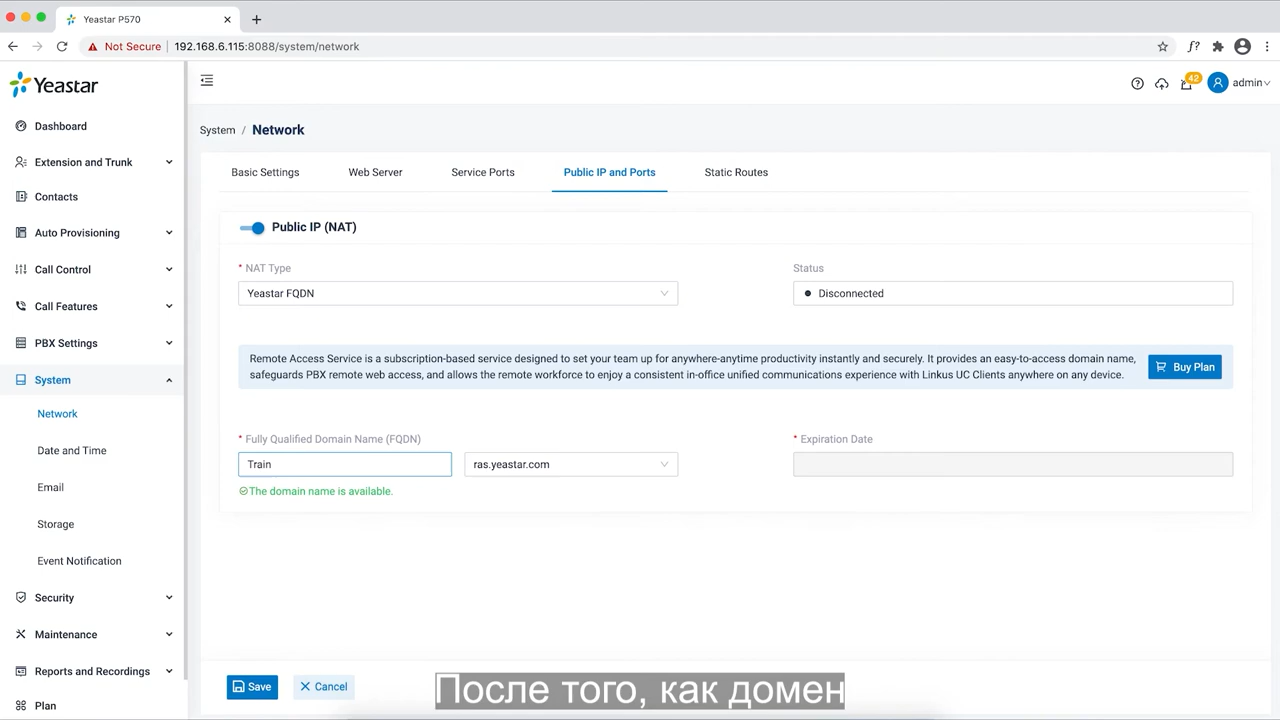 Yeastar P570
Not Secure
192.168.6.115:8088/system/network
f?
Yeastar
42
admin
Dashboard
Extension and Trunk
Contacts
Auto Provisioning
Call Control
Call Features
PBX Settings
System
Network
Date and Time
Email
Storage
Event Notification
Security
Maintenance
Reports and Recordings
Plan
System / Network
Basic Settings
Web Server
Service Ports
Public IP and Ports
Static Routes
Public IP (NAT)
* NAT Type
Yeastar FQDN
Status
Disconnected
Remote Access Service is a subscription-based service designed to set your team up for anywhere-anytime productivity instantly and securely. It provides an easy-to-access domain name,
safeguards PBX remote web access, and allows the remote workforce to enjoy a consistent in-office unified communications experience with Linkus UC Clients anywhere on any device.
Buy Plan
* Fully Qualified Domain Name (FQDN)
Train
ras.yeastar.com
The domain name is available.
* Expiration Date
Save
Cancel
После того, как домен